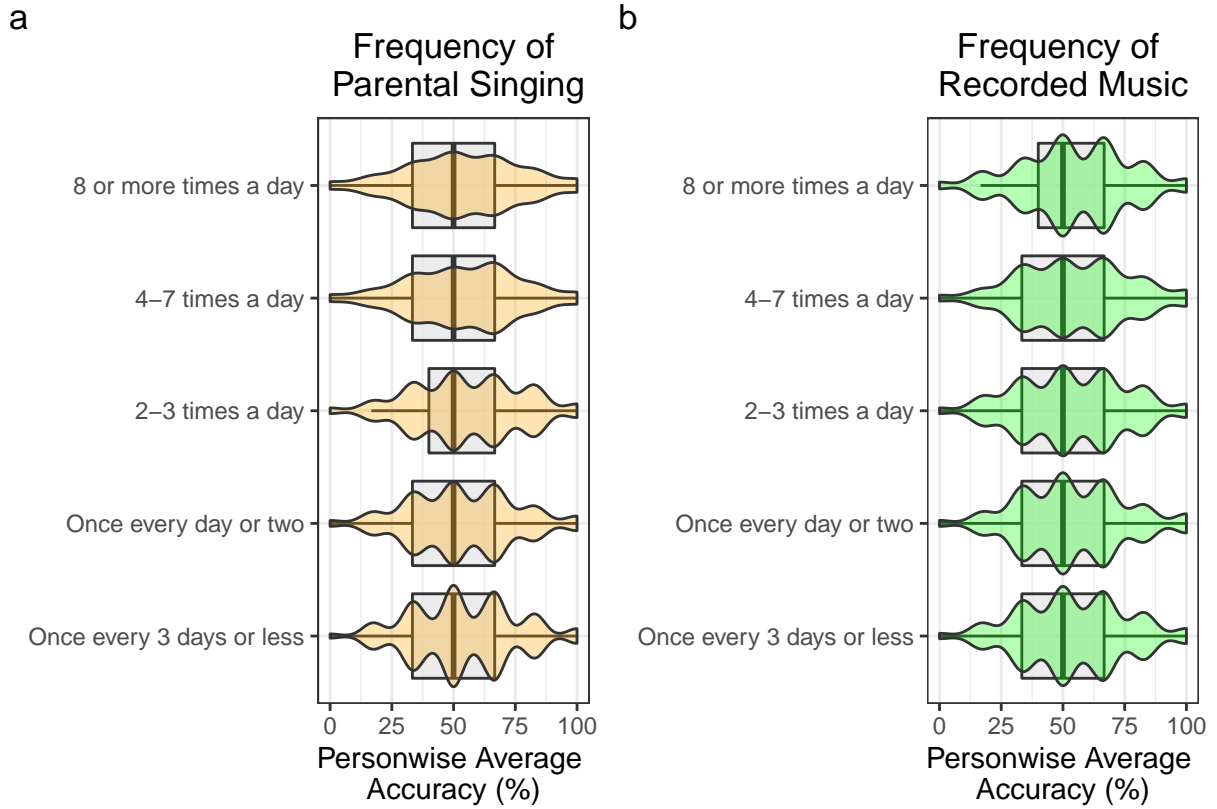 a
Frequency of
Parental Singing
8 or more times a day
4–7 times a day
2–3 times a day
Once every day or two
Once every 3 days or less
0 25 50 75 100
Personwise Average
Accuracy (%)
b
Frequency of
Recorded Music
8 or more times a day
4–7 times a day
2–3 times a day
Once every day or two
Once every 3 days or less
0 25 50 75 100
Personwise Average
Accuracy (%)